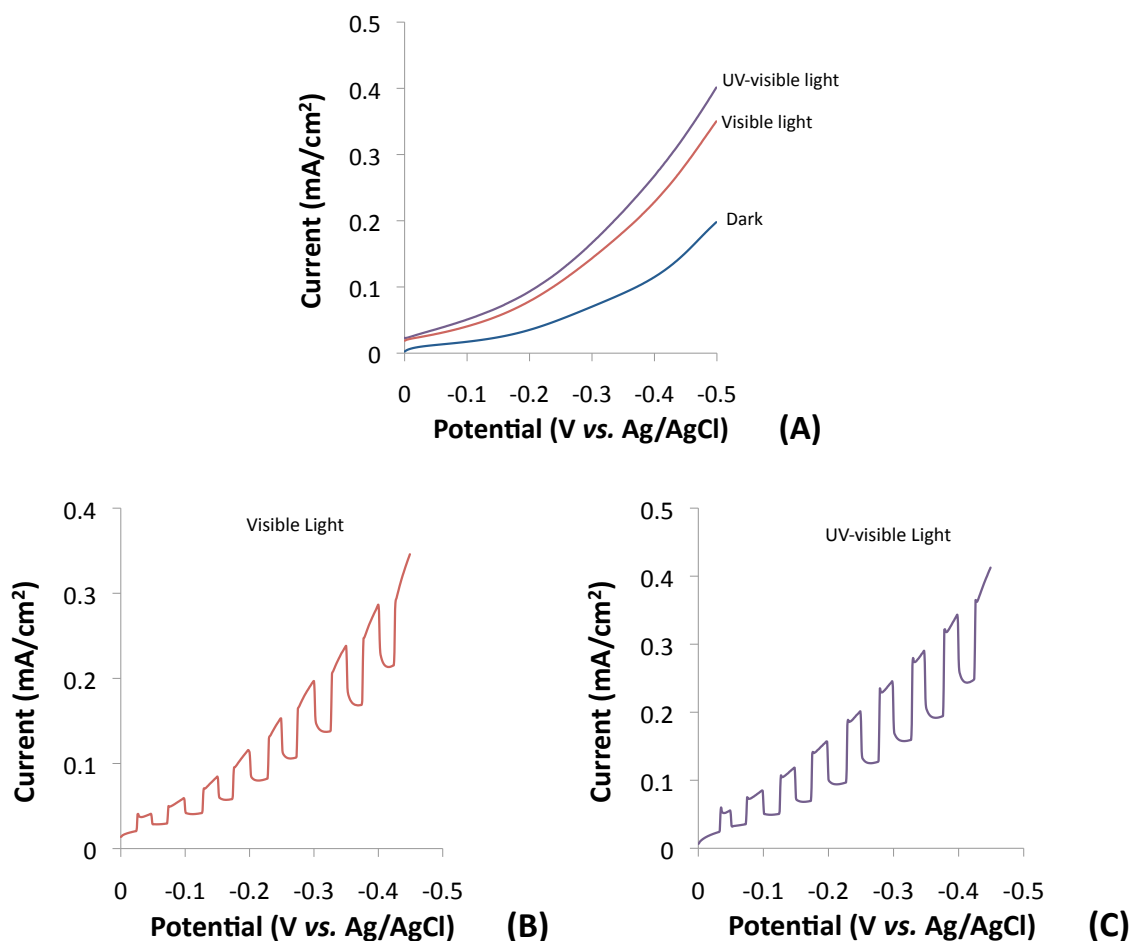 0.5
0.4
0.3
0.2
0.1
0
Current (mA/cm²)
UV-visible light
Visible light
Dark
0 -0.1 -0.2 -0.3 -0.4 -0.5
Potential (V vs. Ag/AgCl) (A)
0.4
0.3
0.2
0.1
0
Current (mA/cm²)
Visible Light
0 -0.1 -0.2 -0.3 -0.4 -0.5
Potential (V vs. Ag/AgCl) (B)
0.5
0.4
0.3
0.2
0.1
0
Current (mA/cm²)
UV-visible Light
0 -0.1 -0.2 -0.3 -0.4 -0.5
Potential (V vs. Ag/AgCl) (C)